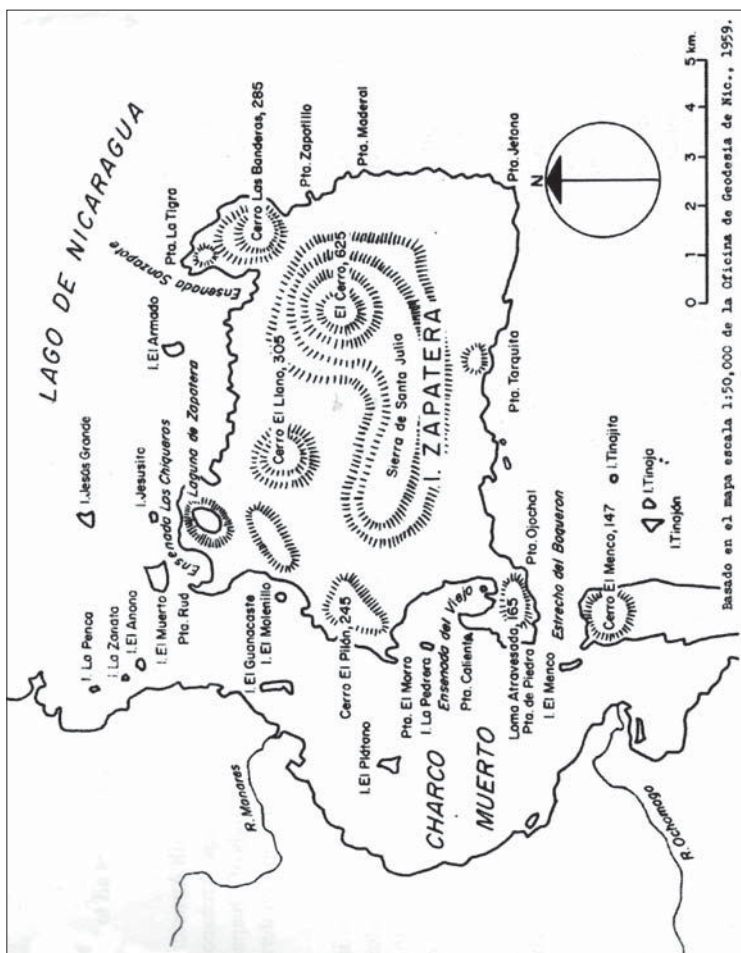 LAGO DE NICARAGUA
I. La Penca
I. La Zanata
I. El Anono
I. El Muerto
Pta. Rud
I. Jesús Grande
I. Jesusito
Ensenada Los Chiqueros
Laguna de Zapatera
I. El Armado
Ensenada Sonzapote
Pta. La Tigra
Cerro Las Banderas, 285
Pta. Zapatillo
Pta. Maderal
R. Manares
I. El Guanacaste
I. El Molenillo
Cerro El Llano, 305
El Cerro, 625
Cerro El Pilón, 245
Sierra de Santa Julia
I. ZAPATERA
I. El Plátano
Pta. El Morro
I. La Pedrera
Ensenada del Viejo
Pta. Caliente
CHARCO
MUERTO
Loma Atravesada, 165
Pta. de Piedra
I. El Menco
Pta. Ojochal
Estrecho del Boqueron
Pta. Tarquita
Pta. Jetona
Cerro El Menco, 147
I. Tinajita
I. Tinaja
I. Tinajón
R. Ochomogo
N
0 1 2 3 4 5 km.
Basado en el mapa escala 1:50,000 de la Oficina de Geodesia de Nic., 1959.